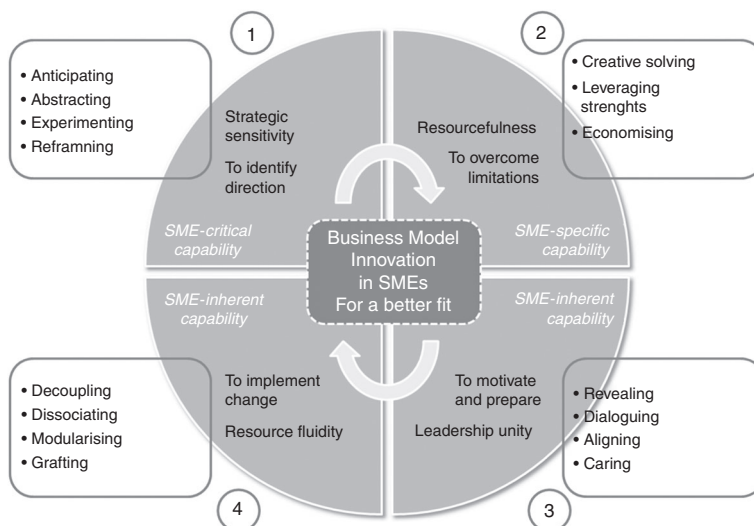 1
• Anticipating
• Abstracting
• Experimenting
• Reframning
Strategic
sensitivity
To identify
direction
SME-critical
capability
2
• Creative solving
• Leveraging
strenghts
• Economising
Resourcefulness
To overcome
limitations
SME-specific
capability
Business Model
Innovation
in SMEs
For a better fit
SME-inherent
capability
To motivate
and prepare
Leadership unity
• Revealing
• Dialoguing
• Aligning
• Caring
3
SME-inherent
capability
To implement
change
Resource fluidity
• Decoupling
• Dissociating
• Modularising
• Grafting
4